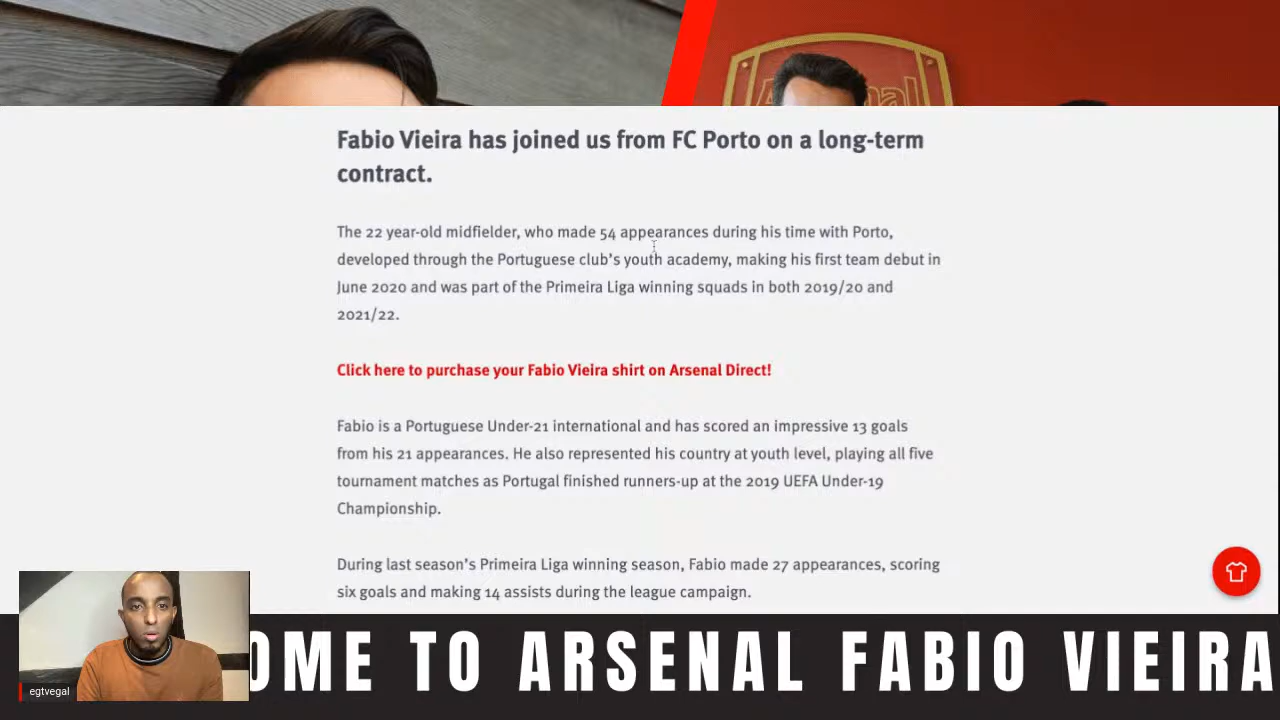 Arsenal
Fabio Vieira has joined us from FC Porto on a long-term
contract.
The 22 year-old midfielder, who made 54 appearances during his time with Porto,
developed through the Portuguese club's youth academy, making his first team debut in
June 2020 and was part of the Primeira Liga winning squads in both 2019/20 and
2021/22.
Click here to purchase your Fabio Vieira shirt on Arsenal Direct!
Fabio is a Portuguese Under-21 international and has scored an impressive 13 goals
from his 21 appearances. He also represented his country at youth level, playing all five
tournament matches as Portugal finished runners-up at the 2019 UEFA Under-19
Championship.
During last season's Primeira Liga winning season, Fabio made 27 appearances, scoring
six goals and making 14 assists during the league campaign.
egtvegal
OME TO ARSENAL FABIO VIEIRA